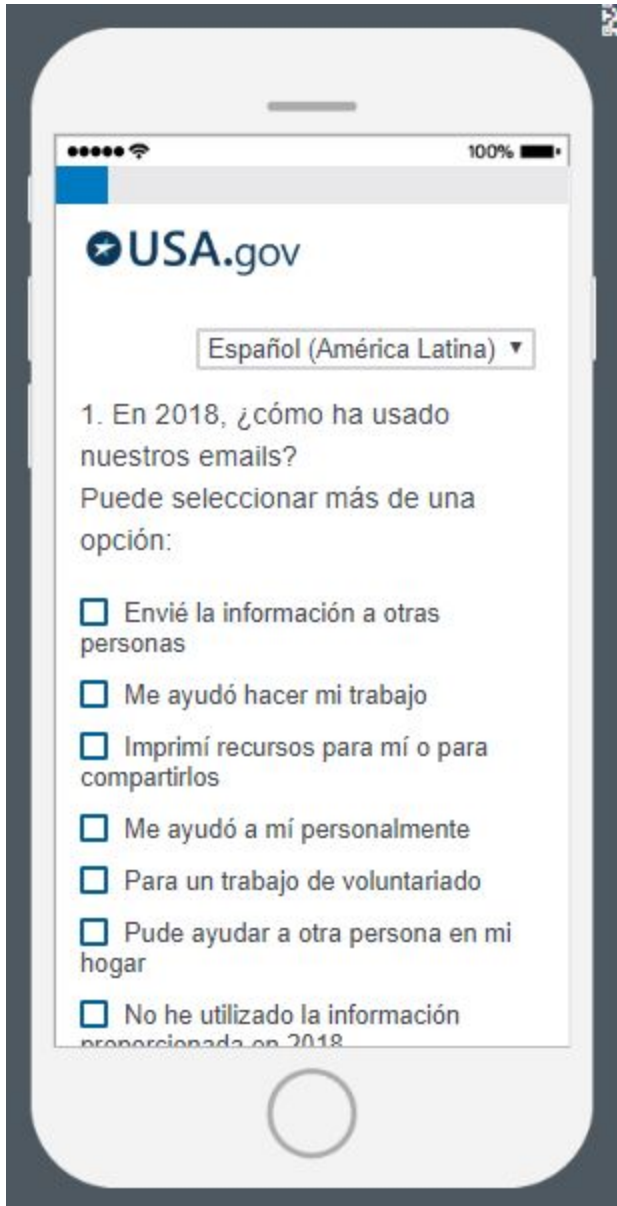 100%
USA.gov
Español (América Latina)
1. En 2018, ¿cómo ha usado
nuestros emails?
Puede seleccionar más de una
opción:
Envié la información a otras
personas
Me ayudó hacer mi trabajo
Imprimí recursos para mí o para
compartirlos
Me ayudó a mí personalmente
Para un trabajo de voluntariado
Pude ayudar a otra persona en mi
hogar
No he utilizado la información
proporcionada en 2018